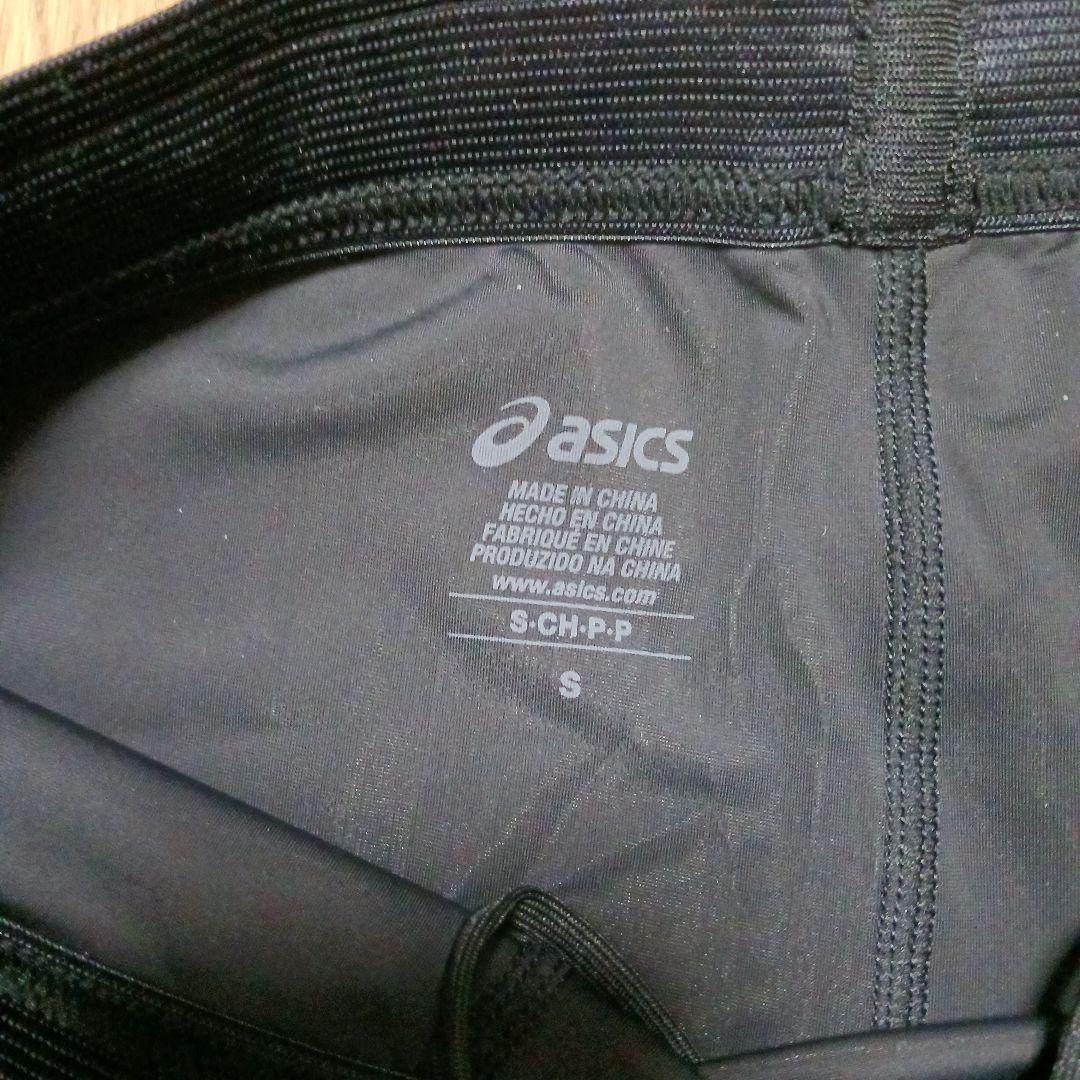 asics
MADE IN CHINA
HECHO EN CHINA
FABRIQUÉ EN CHINE
PRODUZIDO NA CHINA
www.asics.com
S·CH·P·P
S